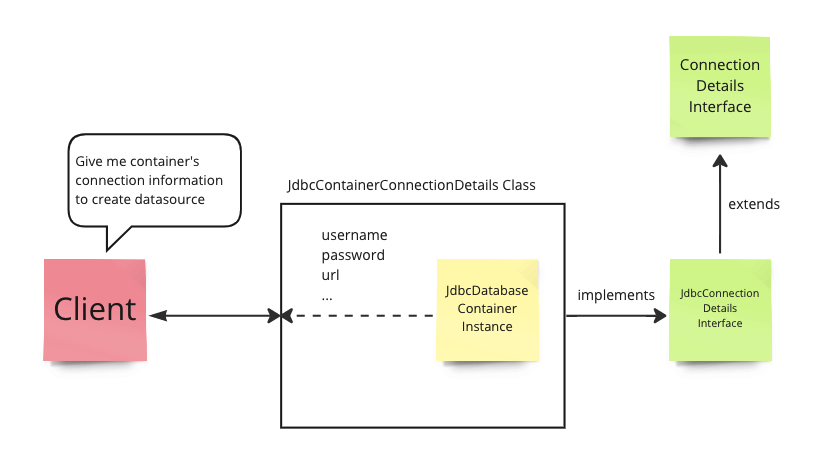 Connection
Details
Interface
Give me container's
connection information
to create datasource
JdbcContainerConnectionDetails Class
extends
username
password
url
...
Client
JdbcDatabase
Container
Instance
implements
JdbcConnection
Details
Interface